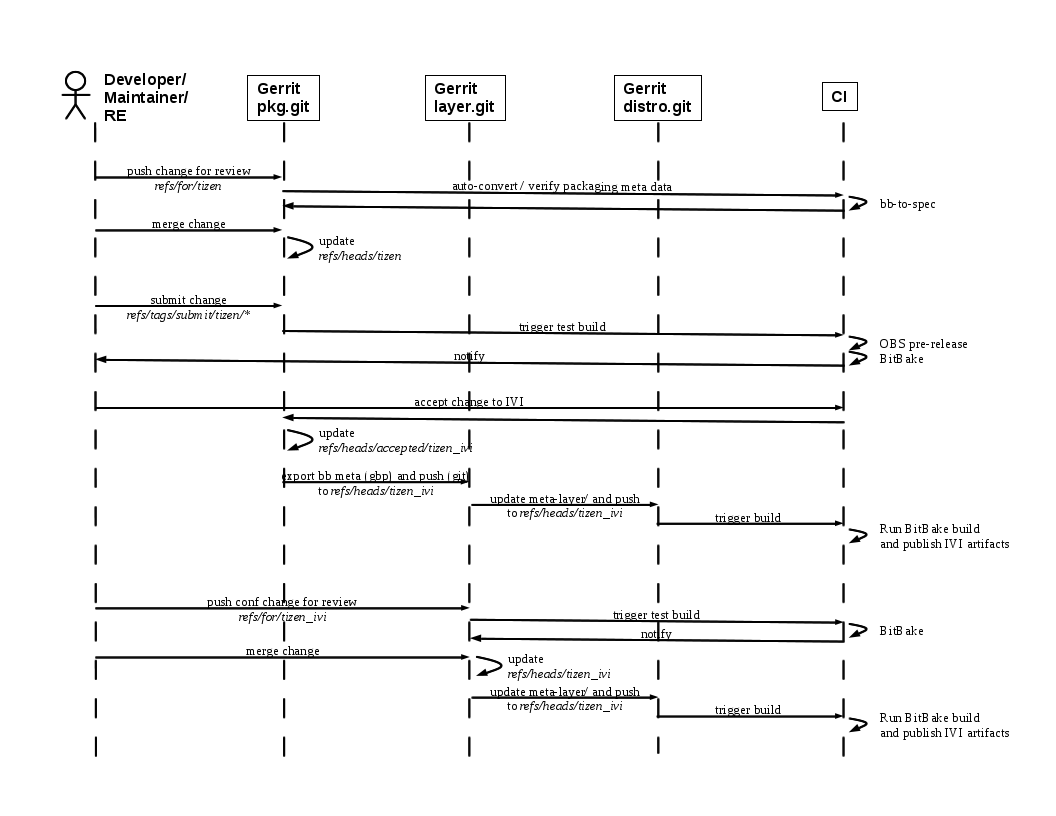 Developer/
Maintainer/
RE
Gerrit
pkg.git
Gerrit
layer.git
Gerrit
distro.git
CI
push change for review
refs/for/tizen
auto-convert / verify packaging meta data
bb-to-spec
merge change
update
refs/heads/tizen
submit change
refs/tags/submit/tizen/*
trigger test build
OBS pre-release
BitBake
notify
accept change to IVI
update
refs/heads/accepted/tizen_ivi
export bb meta (gbp) and push (git)
to refs/heads/tizen_ivi
update meta-layer/ and push
to refs/heads/tizen_ivi
trigger build
Run BitBake build
and publish IVI artifacts
push conf change for review
refs/for/tizen_ivi
trigger test build
BitBake
notify
merge change
update
refs/heads/tizen_ivi
update meta-layer/ and push
to refs/heads/tizen_ivi
trigger build
Run BitBake build
and publish IVI artifacts